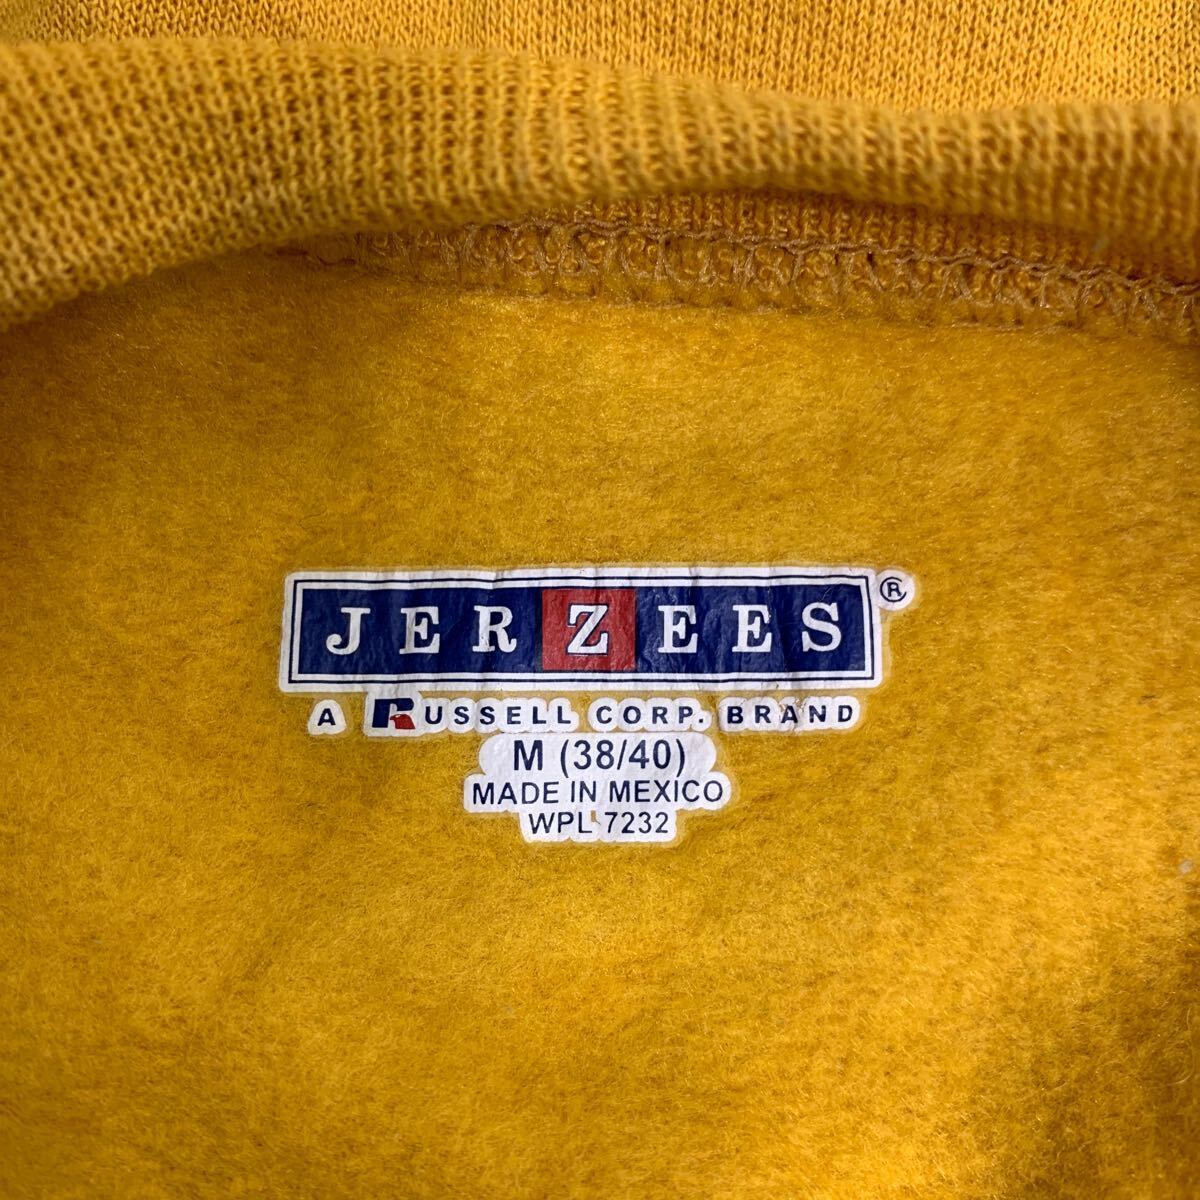 JERZEES®
A RUSSELL CORP. BRAND
M (38/40)
MADE IN MEXICO
WPL 7232